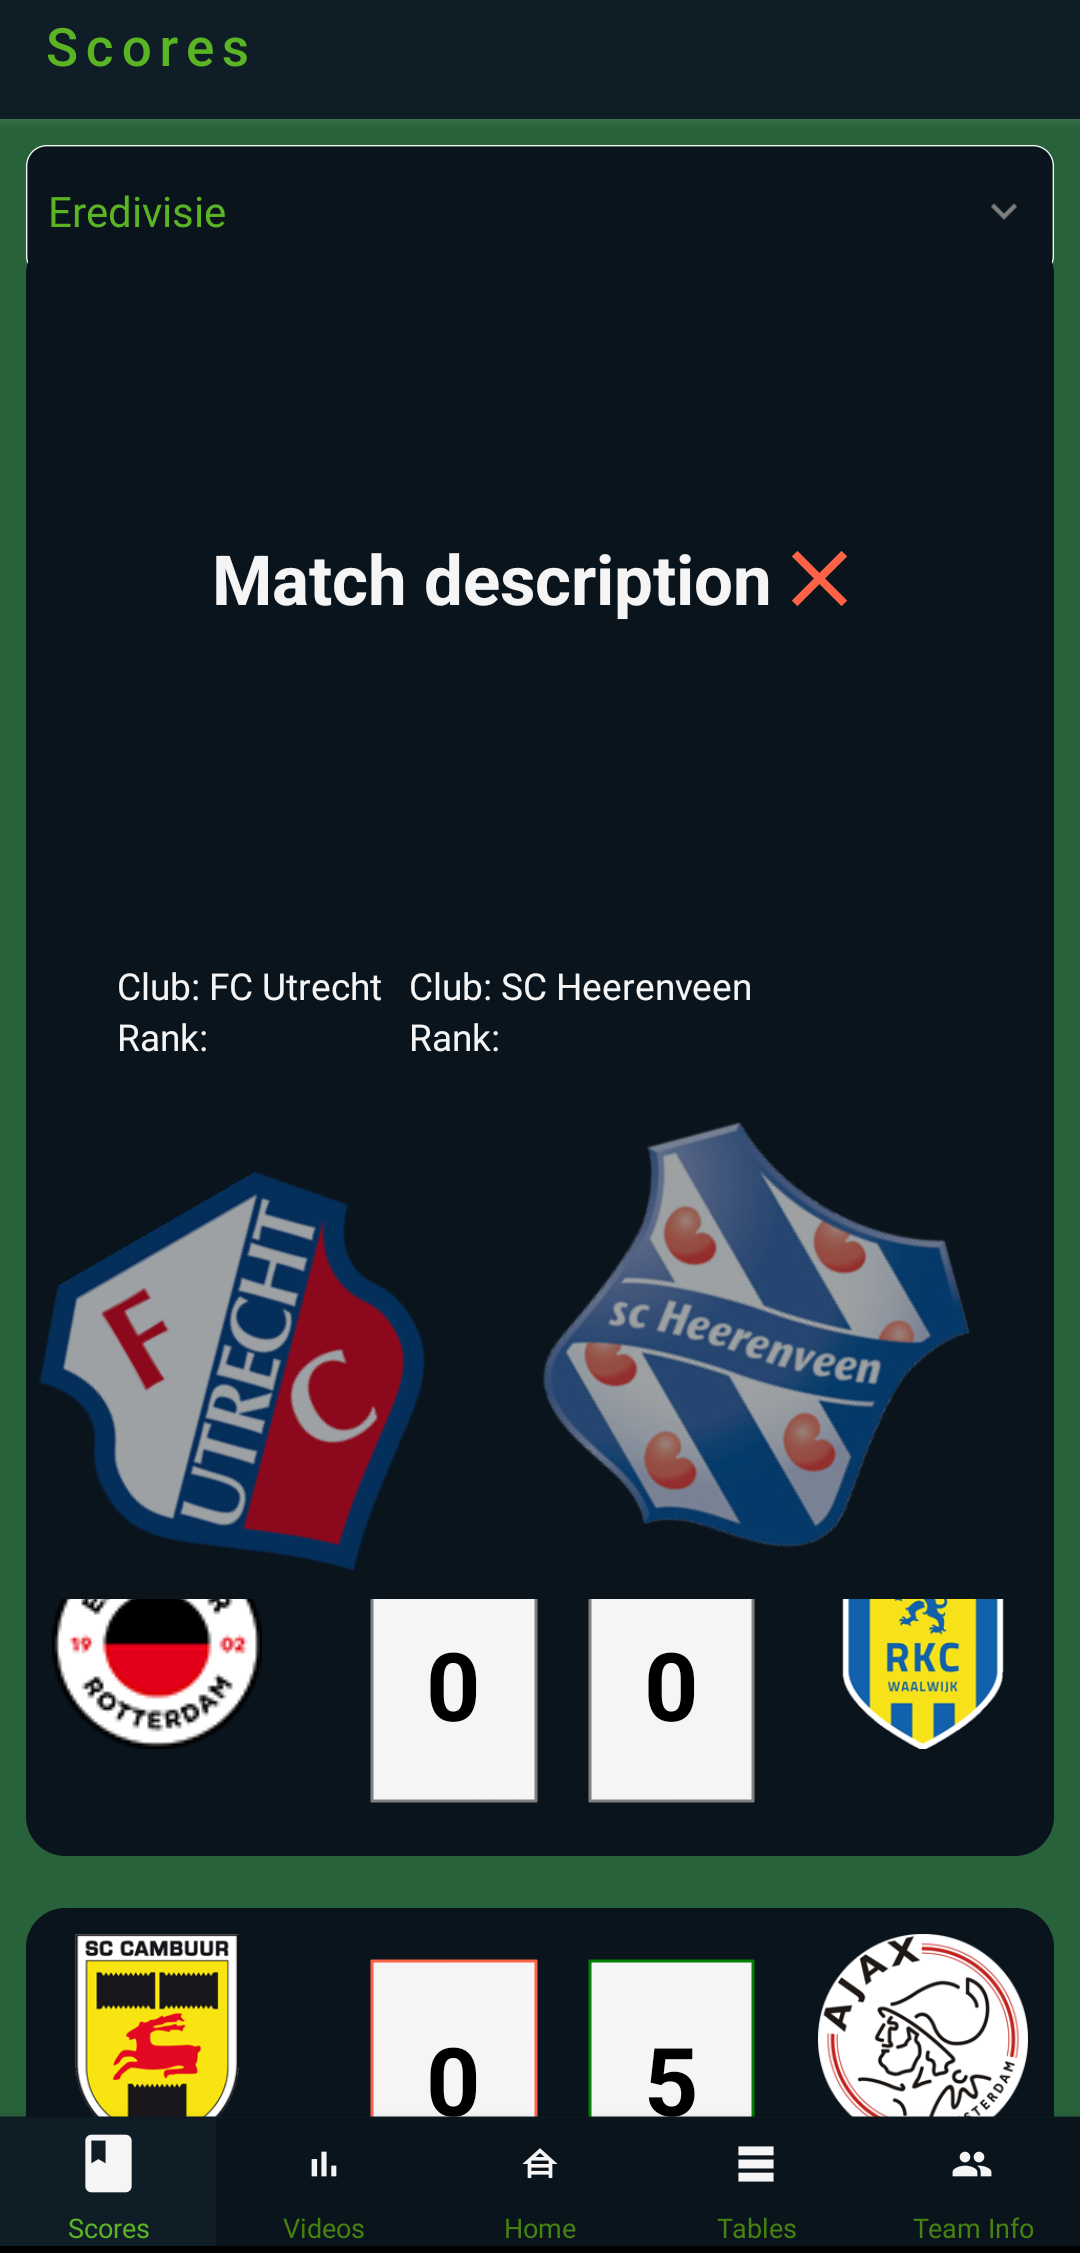 Scores
Eredivisie
Match description
Club: FC Utrecht Club: SC Heerenveen
Rank: Rank:
F
UTRECHT
C
sc Heerenveen
19 02
ROTTERDAM
0 0
RKC
WAALWIJK
SC CAMBUUR
AJAX
0 5
Scores Videos Home Tables Team Info